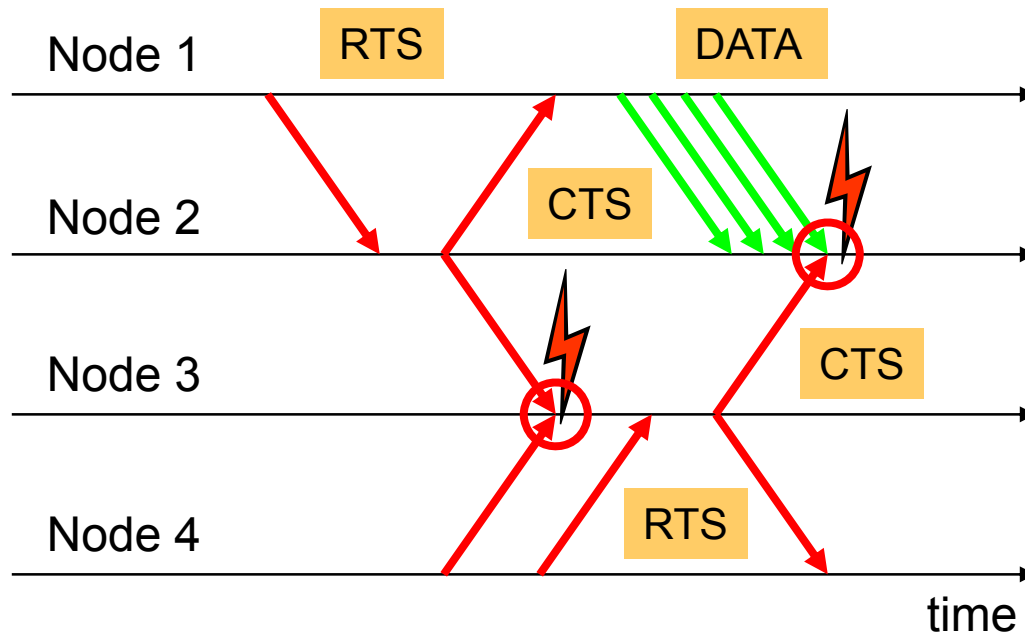 Node 1
RTS
DATA
Node 2
CTS
Node 3
CTS
Node 4
RTS
time